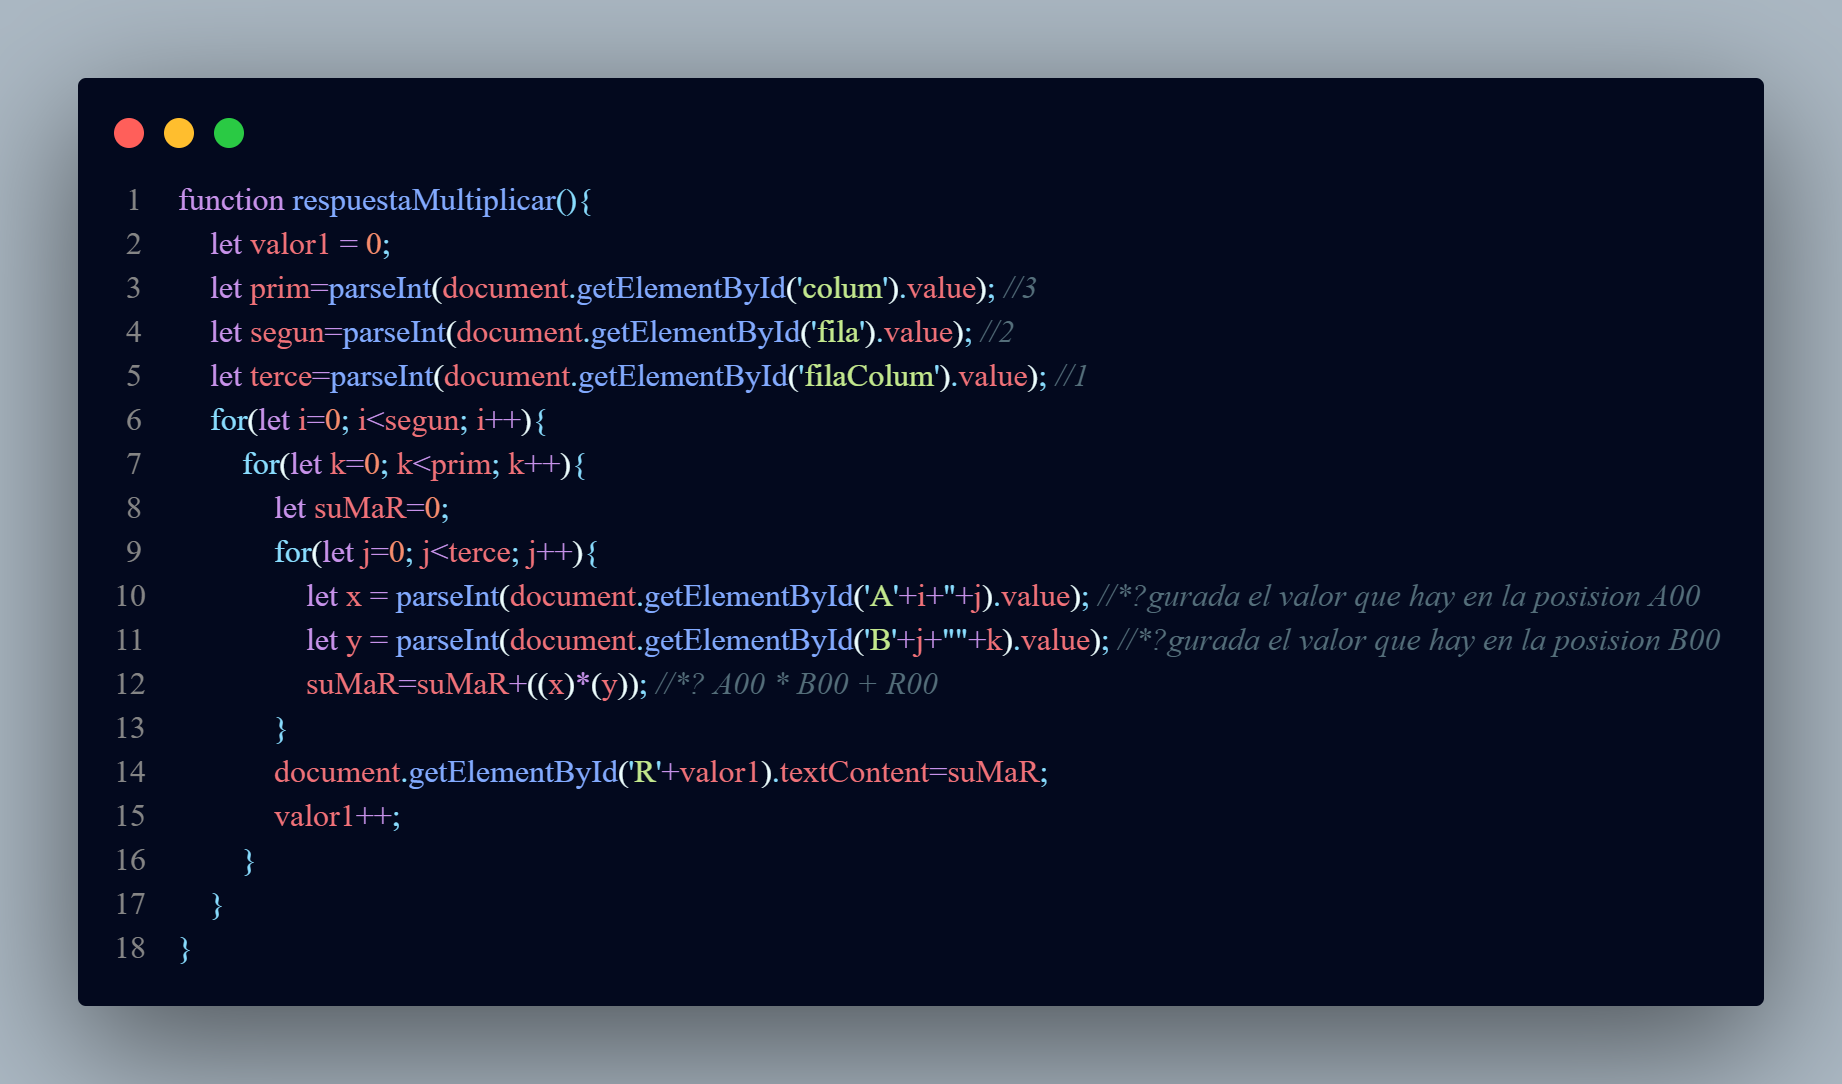 1 function respuestaMultiplicar(){
2 let valor1 = 0;
3 let prim=parseInt(document.getElementById('colum').value); //3
4 let segun=parseInt(document.getElementById('fila').value); //2
5 let terce=parseInt(document.getElementById('filaColum').value); //1
6 for(let i=0; i<segun; i++){
7 for(let k=0; k<prim; k++){
8 let suMaR=0;
9 for(let j=0; j<terce; j++){
10 let x = parseInt(document.getElementById('A'+i+''+j).value); //*?gurada el valor que hay en la posision A00
11 let y = parseInt(document.getElementById('B'+j+""+k).value); //*?gurada el valor que hay en la posision B00
12 suMaR=suMaR+((x)*(y)); //*? A00 * B00 + R00
13 }
14 document.getElementById('R'+valor1).textContent=suMaR;
15 valor1++;
16 }
17 }
18 }